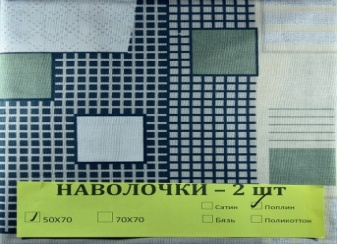 НАВОЛОЧКИ – 2 шт
Сатин Поплин
50Х70 70Х70
Бязь Поликоттон